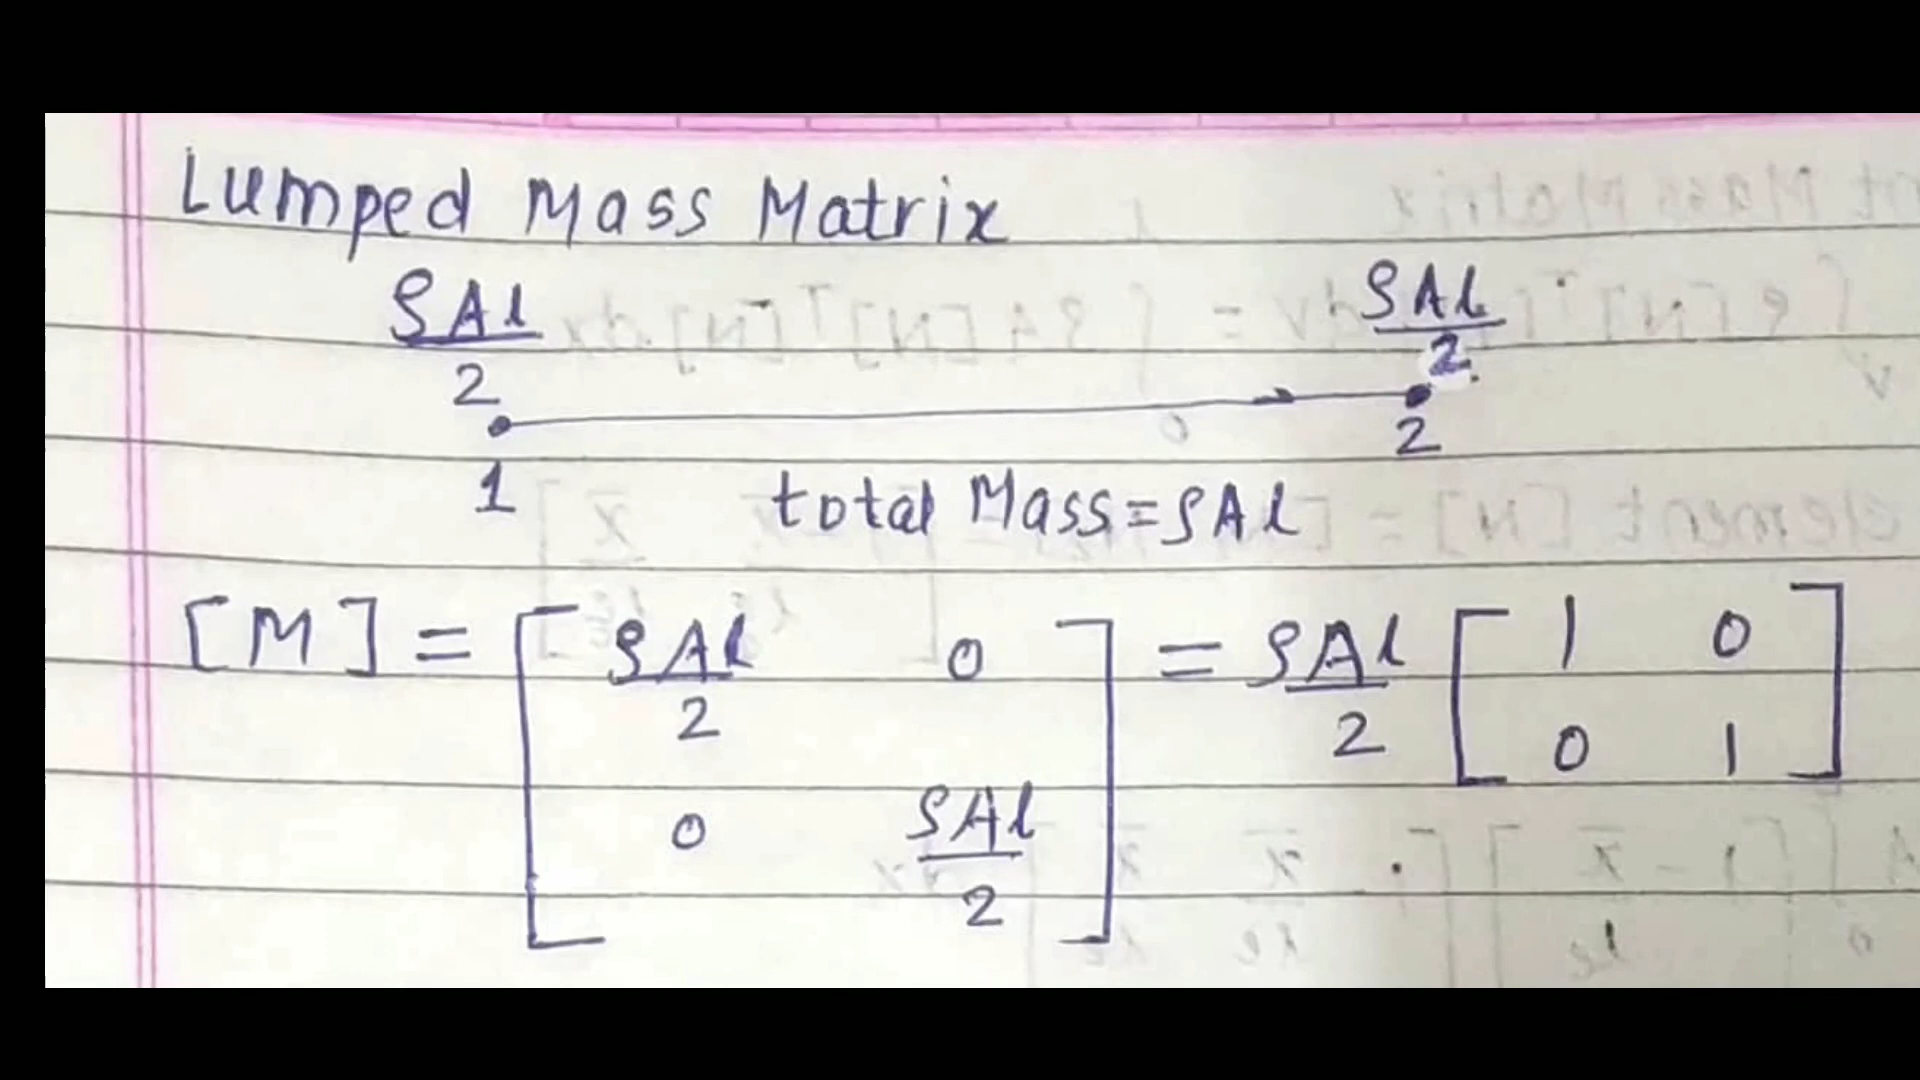 Lumped Mass Matrix
ρAl/2 ρAl/2
1 2
total Mass = ρAl
[M] = [ρAl/2 0 ; 0 ρAl/2] = ρAl/2 [1 0 ; 0 1]